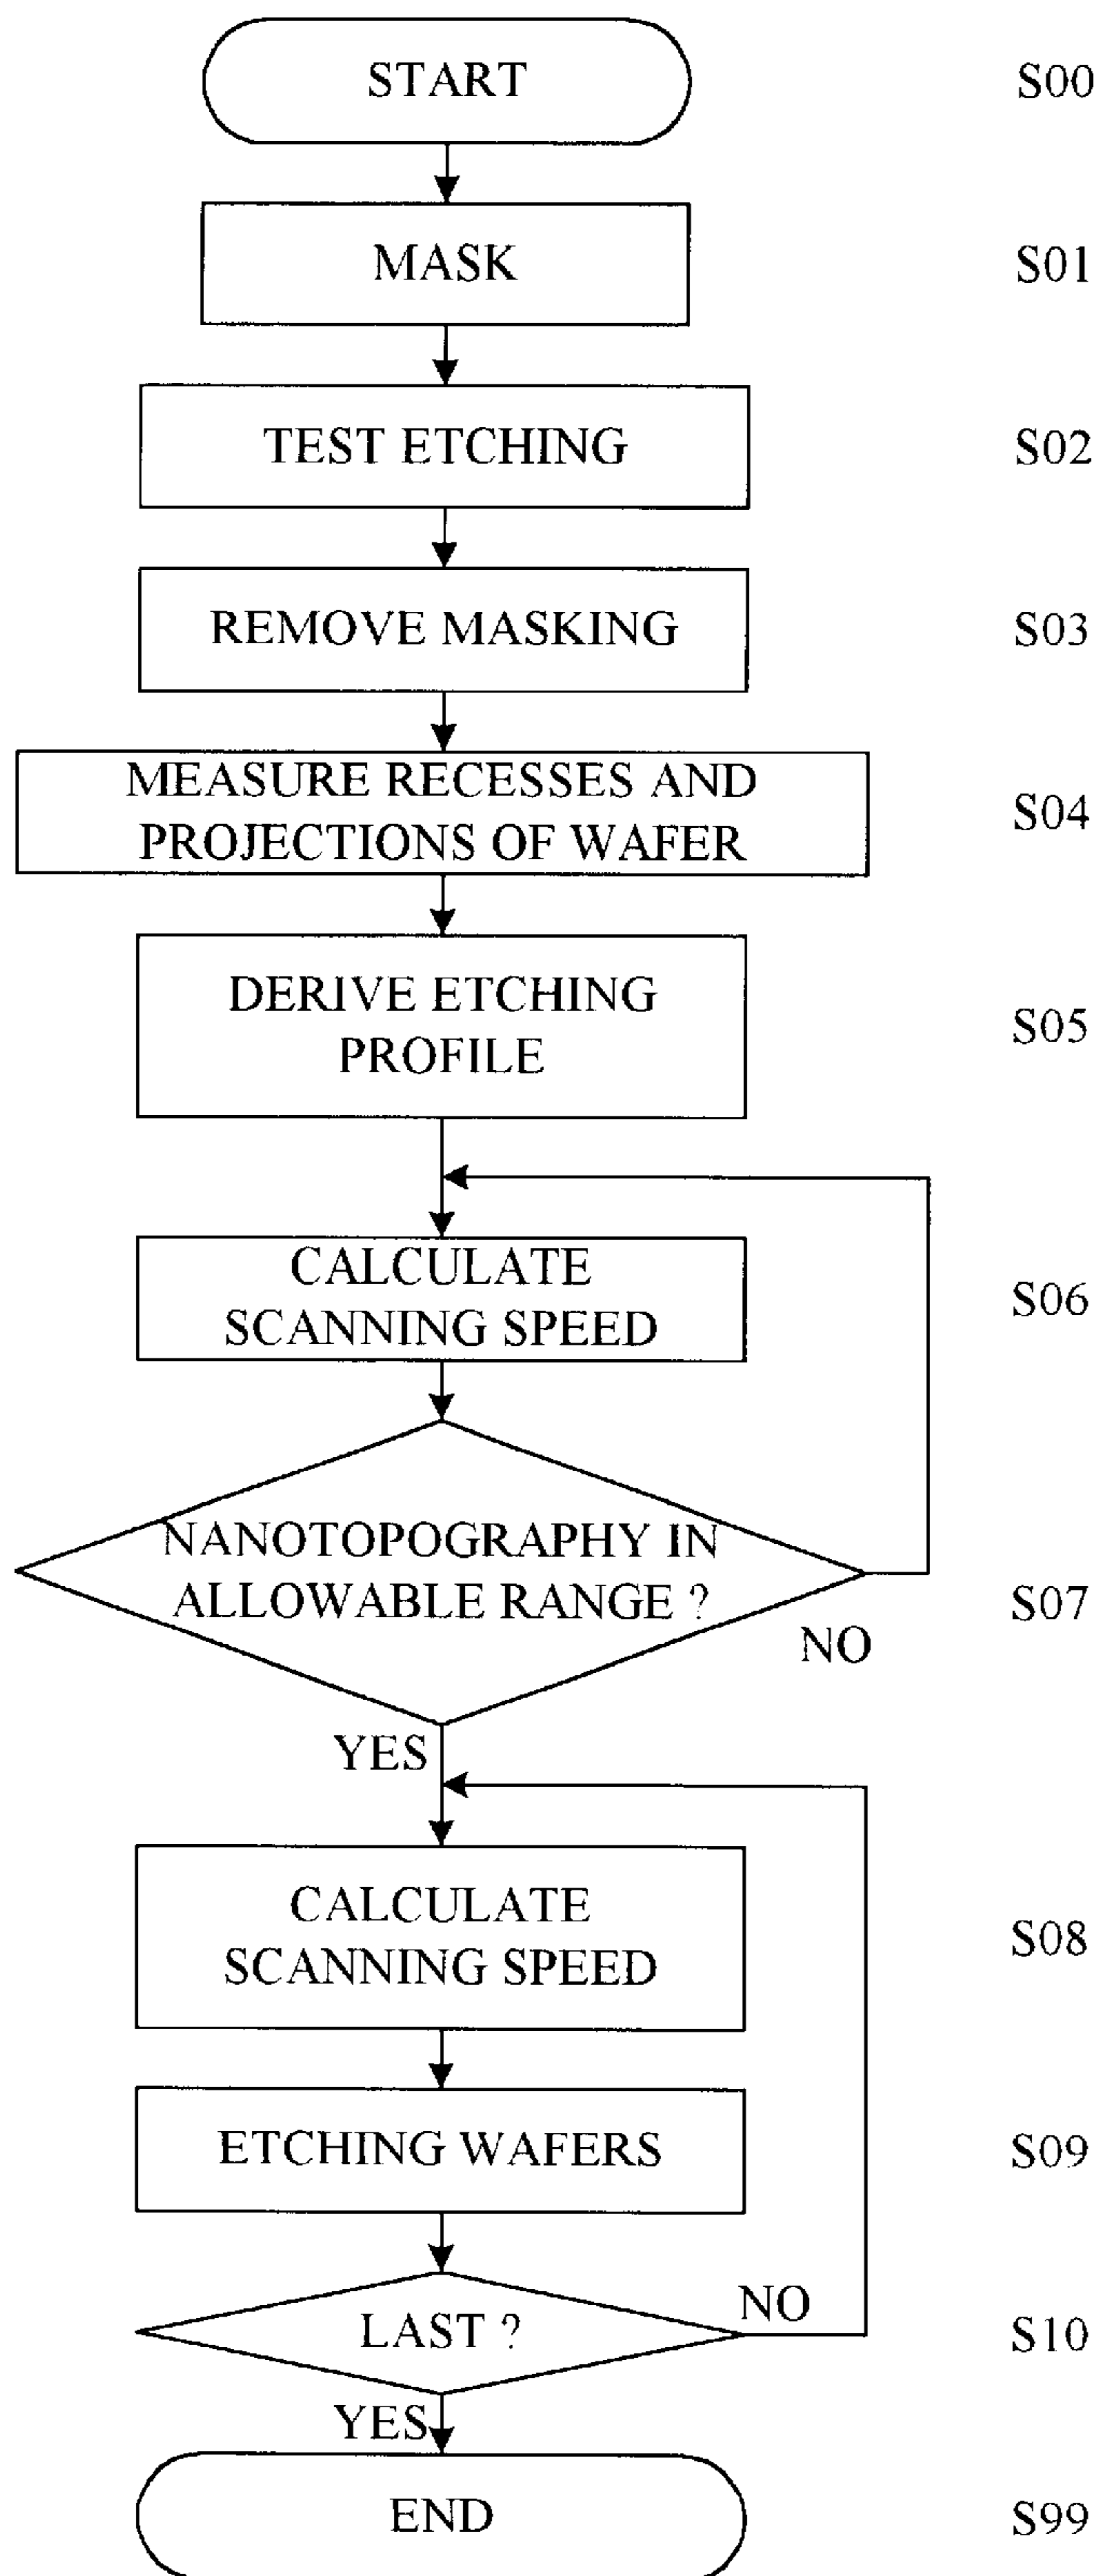 START S00
MASK S01
TEST ETCHING S02
REMOVE MASKING S03
MEASURE RECESSES AND
PROJECTIONS OF WAFER S04
DERIVE ETCHING
PROFILE S05
CALCULATE
SCANNING SPEED S06
NANOTOPOGRAPHY IN
ALLOWABLE RANGE ? S07
NO
YES
CALCULATE
SCANNING SPEED S08
ETCHING WAFERS S09
NO
LAST ? S10
YES
END S99